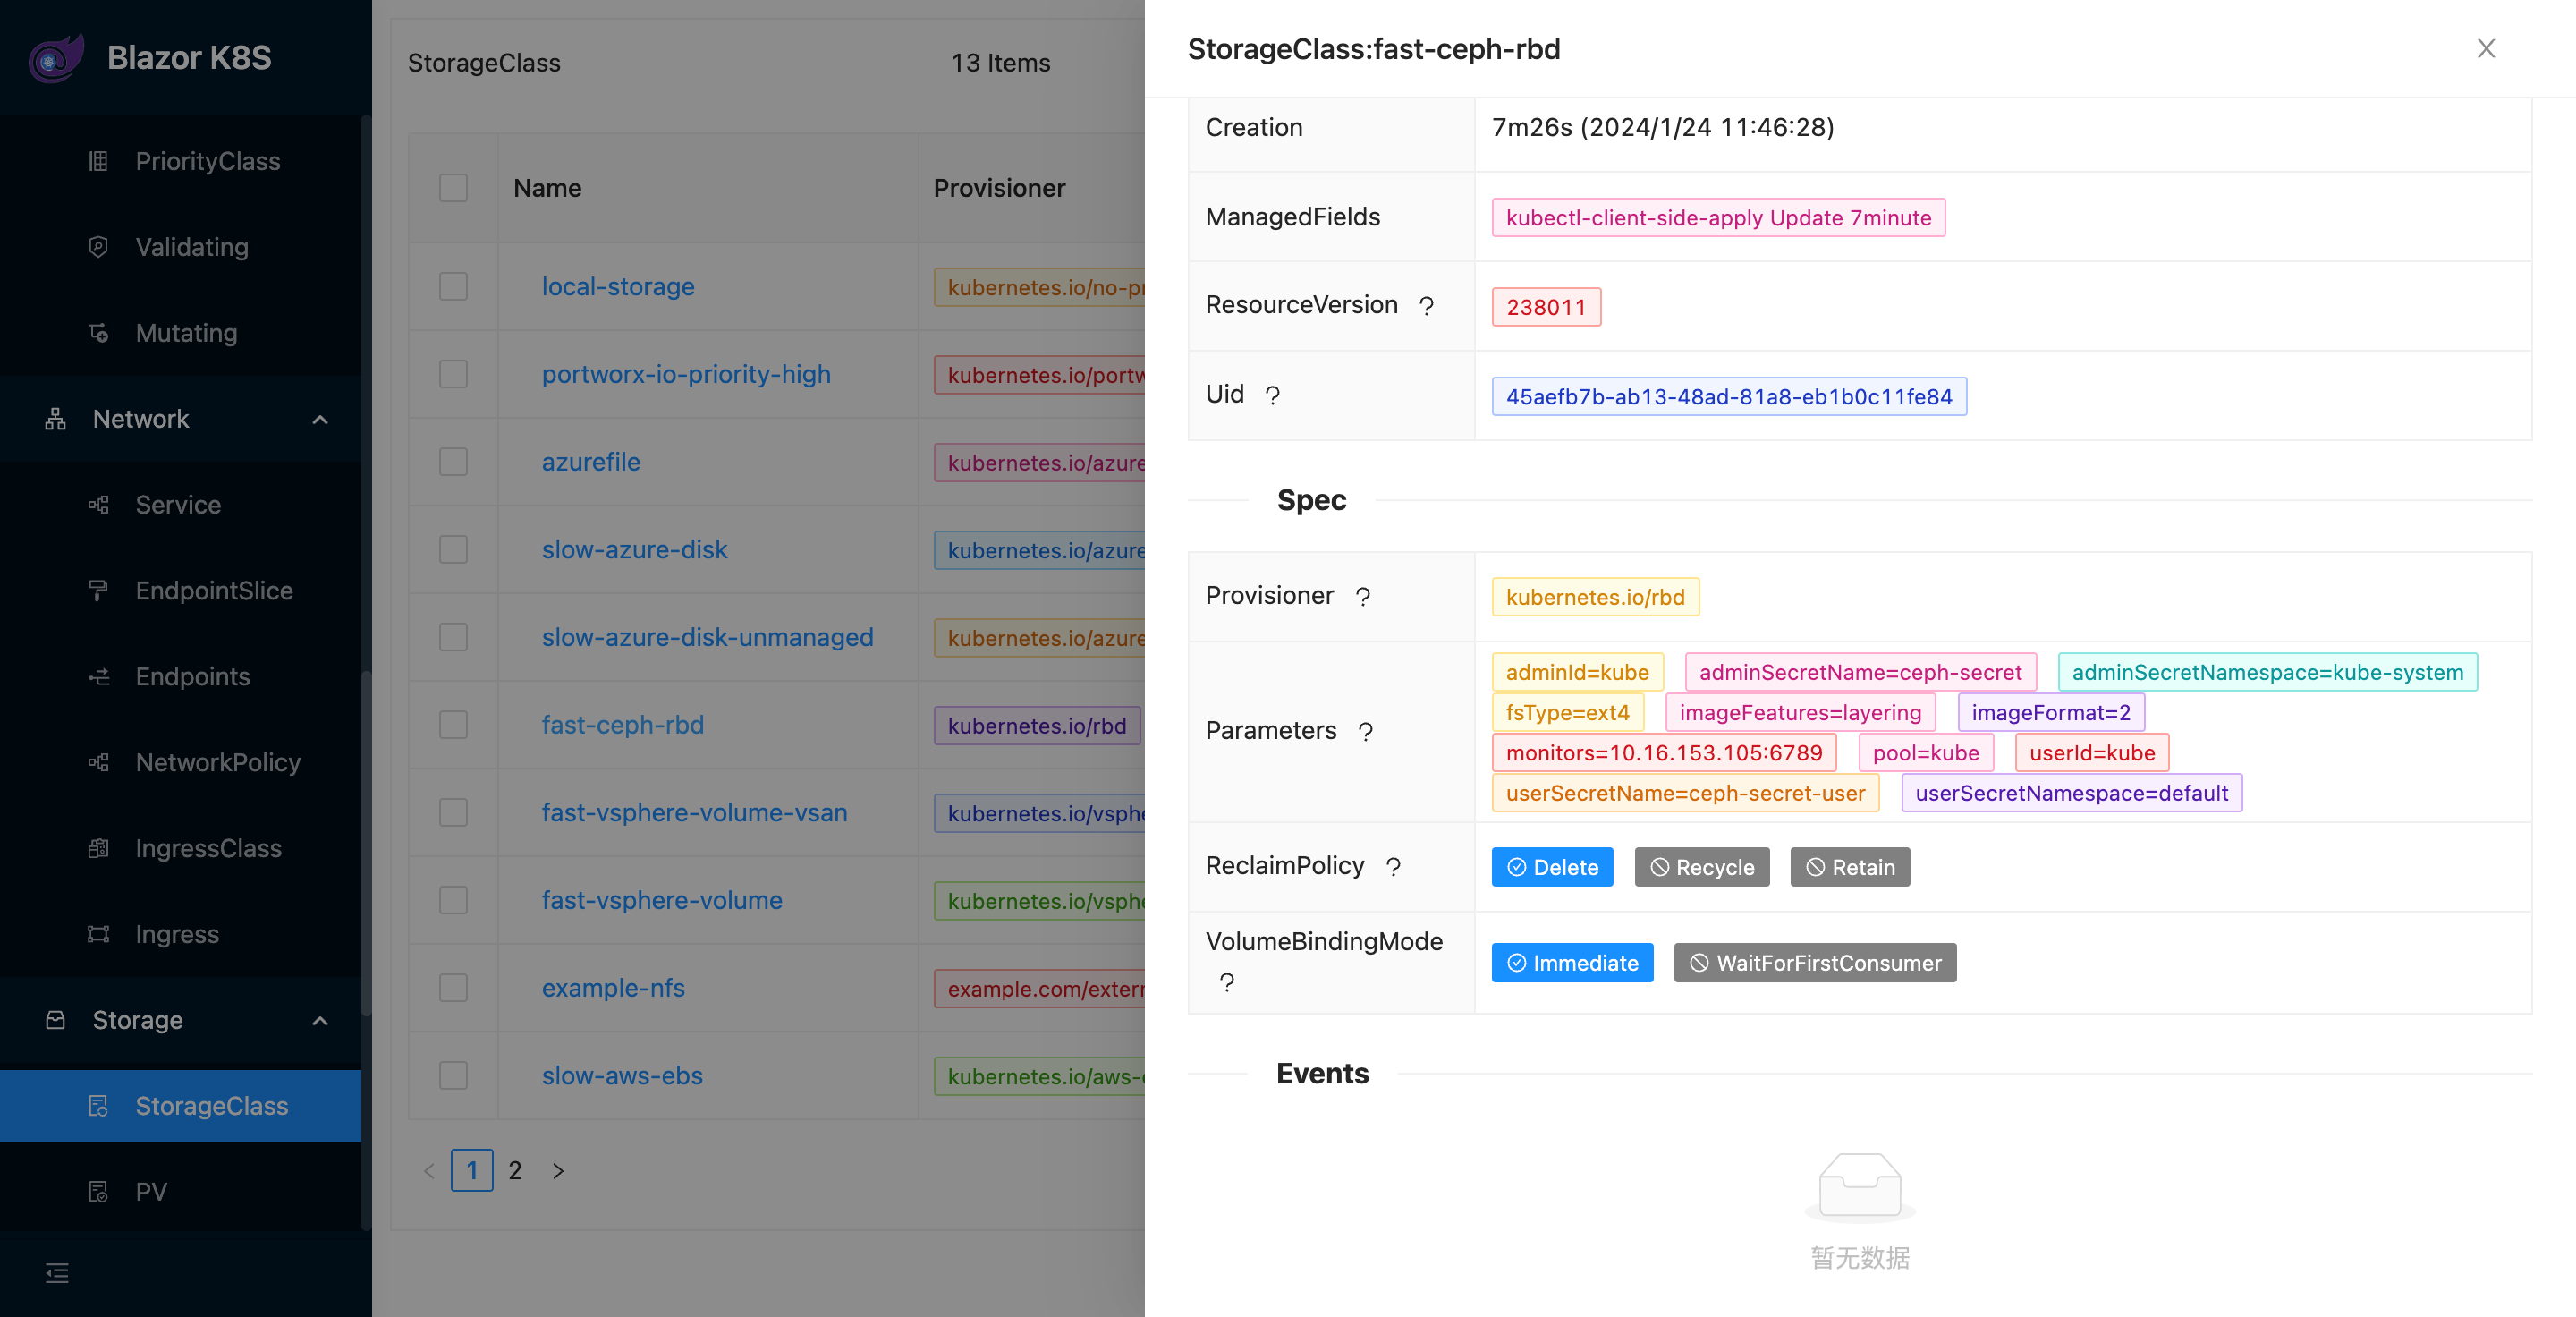 Blazor K8S
PriorityClass
Validating
Mutating
Network
Service
EndpointSlice
Endpoints
NetworkPolicy
IngressClass
Ingress
Storage
StorageClass
PV
StorageClass 13 Items
Name Provisioner
local-storage kubernetes.io/no-pr
portworx-io-priority-high kubernetes.io/portw
azurefile kubernetes.io/azure
slow-azure-disk kubernetes.io/azure
slow-azure-disk-unmanaged kubernetes.io/azure
fast-ceph-rbd kubernetes.io/rbd
fast-vsphere-volume-vsan kubernetes.io/vsphe
fast-vsphere-volume kubernetes.io/vsphe
example-nfs example.com/extern
slow-aws-ebs kubernetes.io/aws-
< 1 2 >
StorageClass:fast-ceph-rbd
Creation 7m26s (2024/1/24 11:46:28)
ManagedFields kubectl-client-side-apply Update 7minute
ResourceVersion ? 238011
Uid ? 45aefb7b-ab13-48ad-81a8-eb1b0c11fe84
Spec
Provisioner ? kubernetes.io/rbd
Parameters ?
adminId=kube adminSecretName=ceph-secret adminSecretNamespace=kube-system
fsType=ext4 imageFeatures=layering imageFormat=2
monitors=10.16.153.105:6789 pool=kube userId=kube
userSecretName=ceph-secret-user userSecretNamespace=default
ReclaimPolicy ? Delete Recycle Retain
VolumeBindingMode ? Immediate WaitForFirstConsumer
Events
暂无数据